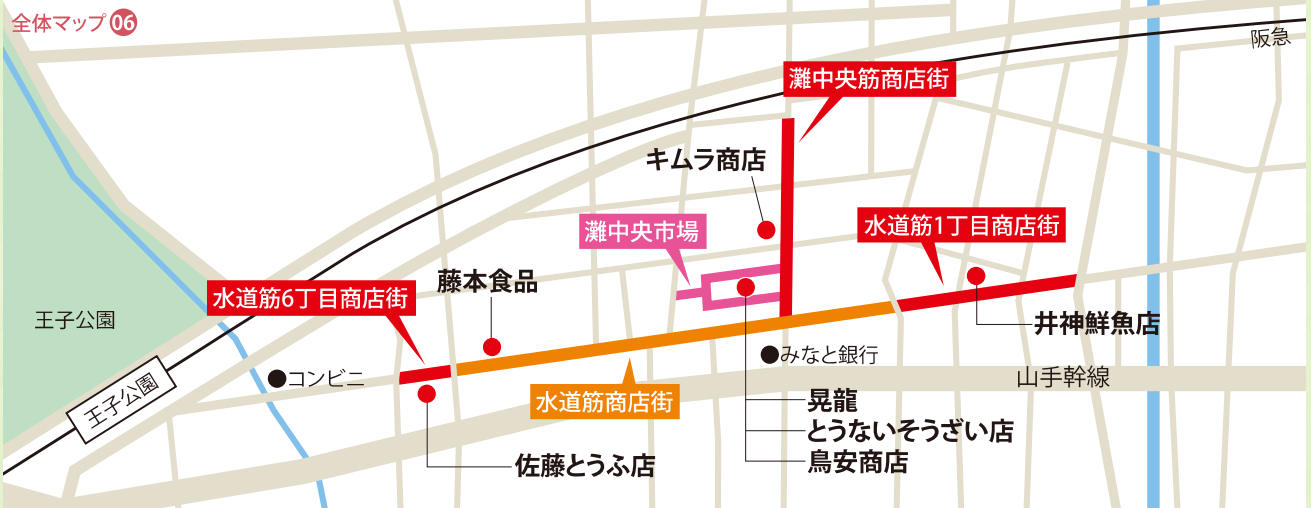 全体マップ 06
阪急
灘中央筋商店街
キムラ商店
水道筋1丁目商店街
灘中央市場
藤本食品
水道筋6丁目商店街
王子公園
井神鮮魚店
みなと銀行
コンビニ
山手幹線
王子公園
水道筋商店街
晃龍
とうないそうざい店
鳥安商店
佐藤とうふ店